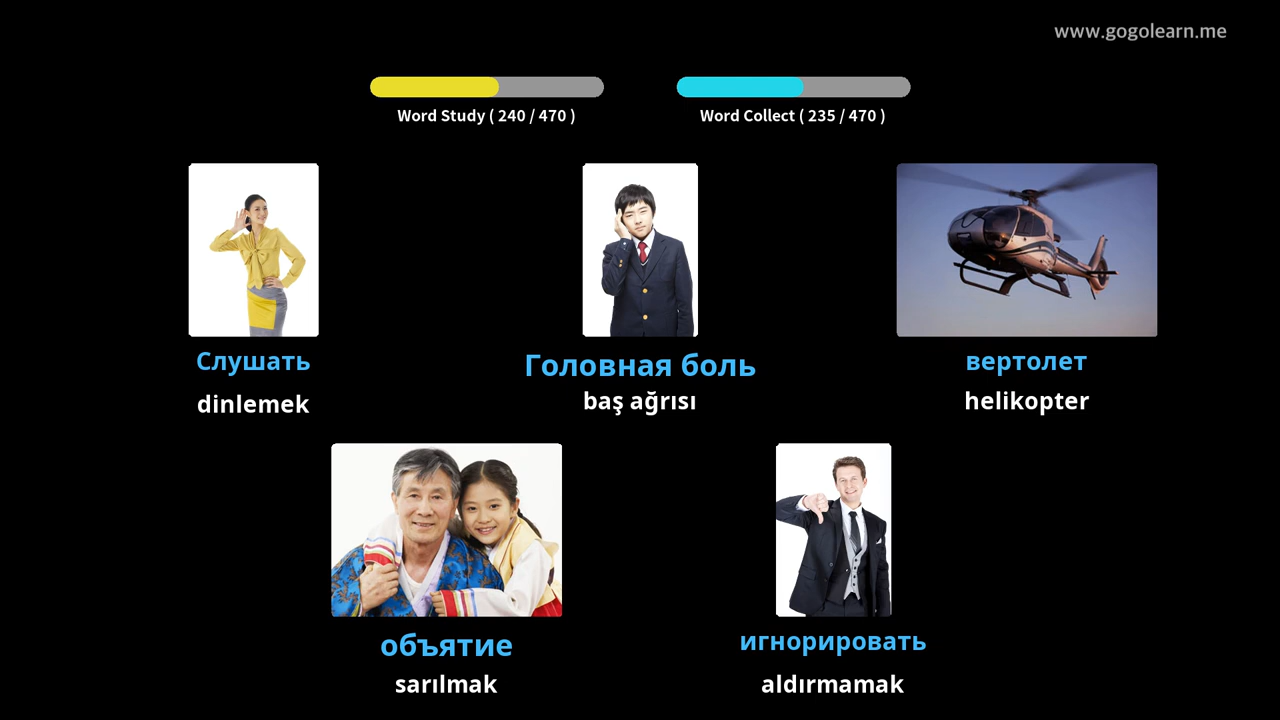 www.gogolearn.me
Word Study ( 240 / 470 )
Word Collect ( 235 / 470 )
Слушать
dinlemek
Головная боль
baş ağrısı
вертолет
helikopter
объятие
sarılmak
игнорировать
aldırmamak